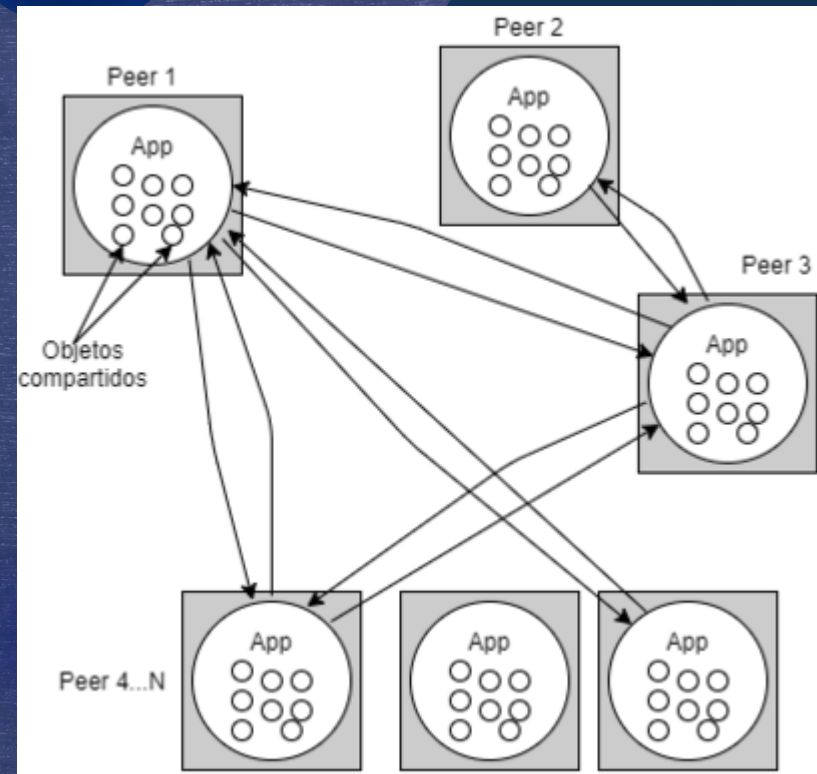 Peer 2
Peer 1
App
App
Peer 3
Objetos
compartidos
App
App
App
App
Peer 4...N